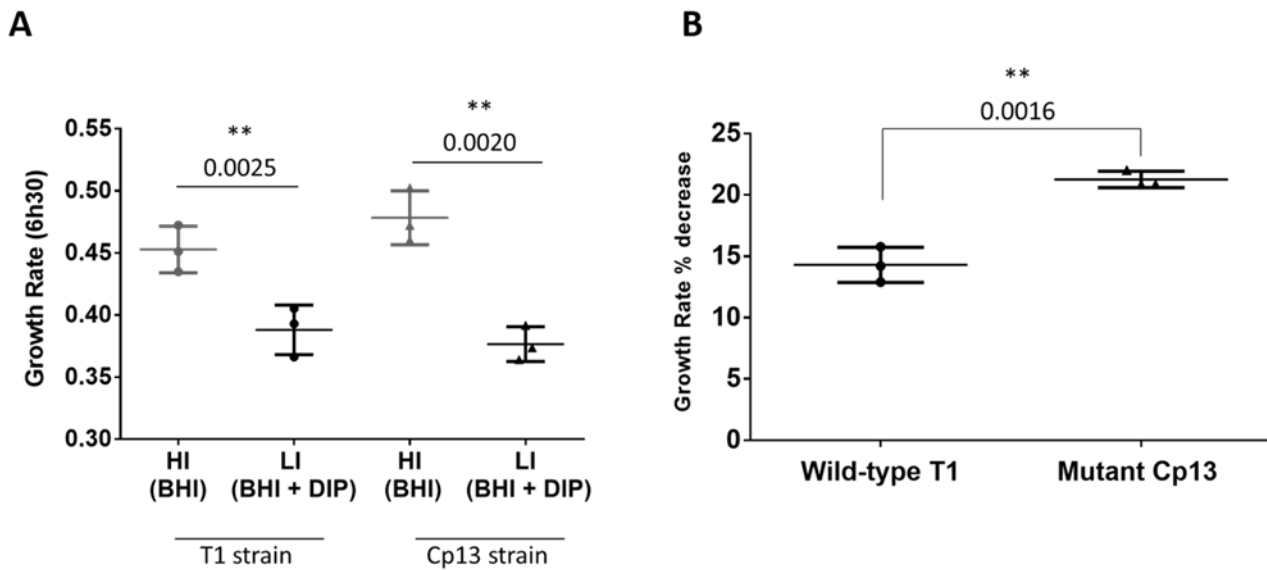 A
Growth Rate (6h30)
0.55
0.50
0.45
0.40
0.35
0.30
**
0.0025
**
0.0020
HI
(BHI)
LI
(BHI + DIP)
HI
(BHI)
LI
(BHI + DIP)
T1 strain
Cp13 strain
B
Growth Rate % decrease
25
20
15
10
5
0
**
0.0016
Wild-type T1
Mutant Cp13